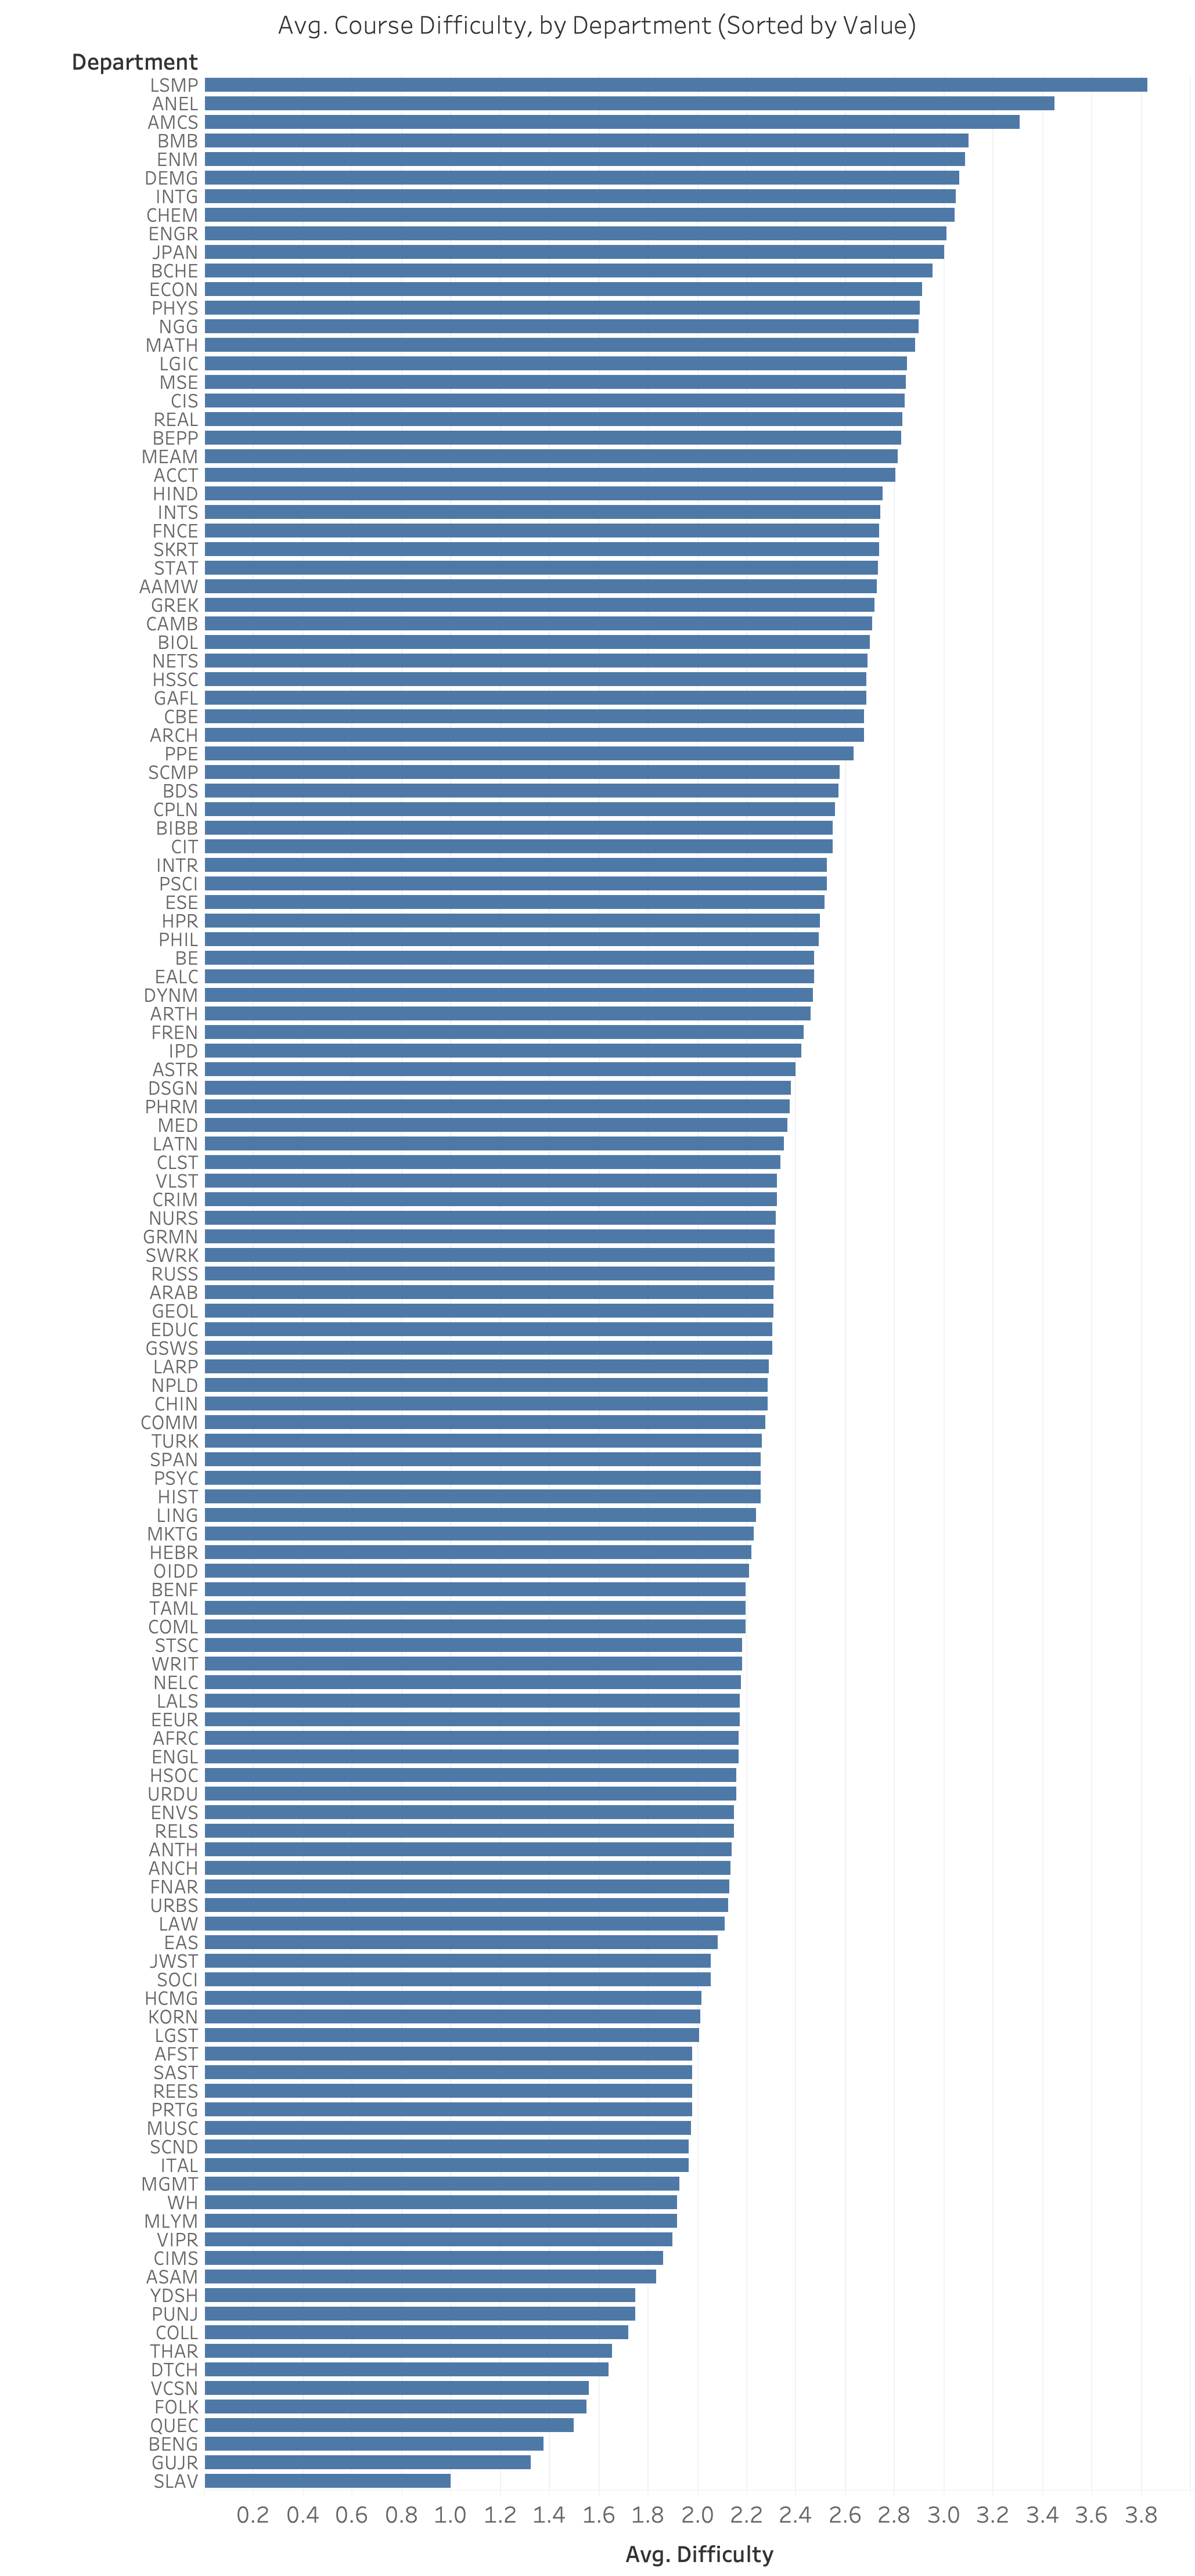 Avg. Course Difficulty, by Department (Sorted by Value)
Department
LSMP
ANEL
AMCS
BMB
ENM
DEMG
INTG
CHEM
ENGR
JPAN
BCHE
ECON
PHYS
NGG
MATH
LGIC
MSE
CIS
REAL
BEPP
MEAM
ACCT
HIND
INTS
FNCE
SKRT
STAT
AAMW
GREK
CAMB
BIOL
NETS
HSSC
GAFL
CBE
ARCH
PPE
SCMP
BDS
CPLN
BIBB
CIT
INTR
PSCI
ESE
HPR
PHIL
BE
EALC
DYNM
ARTH
FREN
IPD
ASTR
DSGN
PHRM
MED
LATN
CLST
VLST
CRIM
NURS
GRMN
SWRK
RUSS
ARAB
GEOL
EDUC
GSWS
LARP
NPLD
CHIN
COMM
TURK
SPAN
PSYC
HIST
LING
MKTG
HEBR
OIDD
BENF
TAML
COML
STSC
WRIT
NELC
LALS
EEUR
AFRC
ENGL
HSOC
URDU
ENVS
RELS
ANTH
ANCH
FNAR
URBS
LAW
EAS
JWST
SOCI
HCMG
KORN
LGST
AFST
SAST
REES
PRTG
MUSC
SCND
ITAL
MGMT
WH
MLYM
VIPR
CIMS
ASAM
YDSH
PUNJ
COLL
THAR
DTCH
VCSN
FOLK
QUEC
BENG
GUJR
SLAV
0.2 0.4 0.6 0.8 1.0 1.2 1.4 1.6 1.8 2.0 2.2 2.4 2.6 2.8 3.0 3.2 3.4 3.6 3.8
Avg. Difficulty